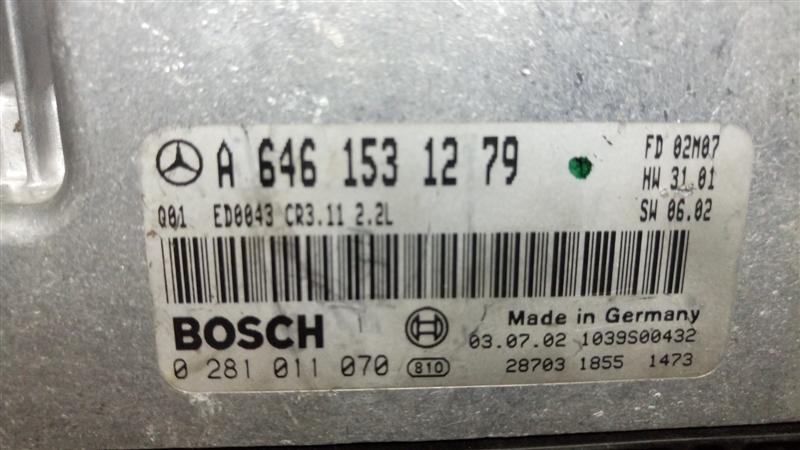 A 646 153 12 79
FD 02M07
HW 31.01
SW 06.02
Q01 ED0043 CR3.11 2.2L
BOSCH
Made in Germany
03.07.02 1039S00432
0 281 011 070 810
28703 1855 1473